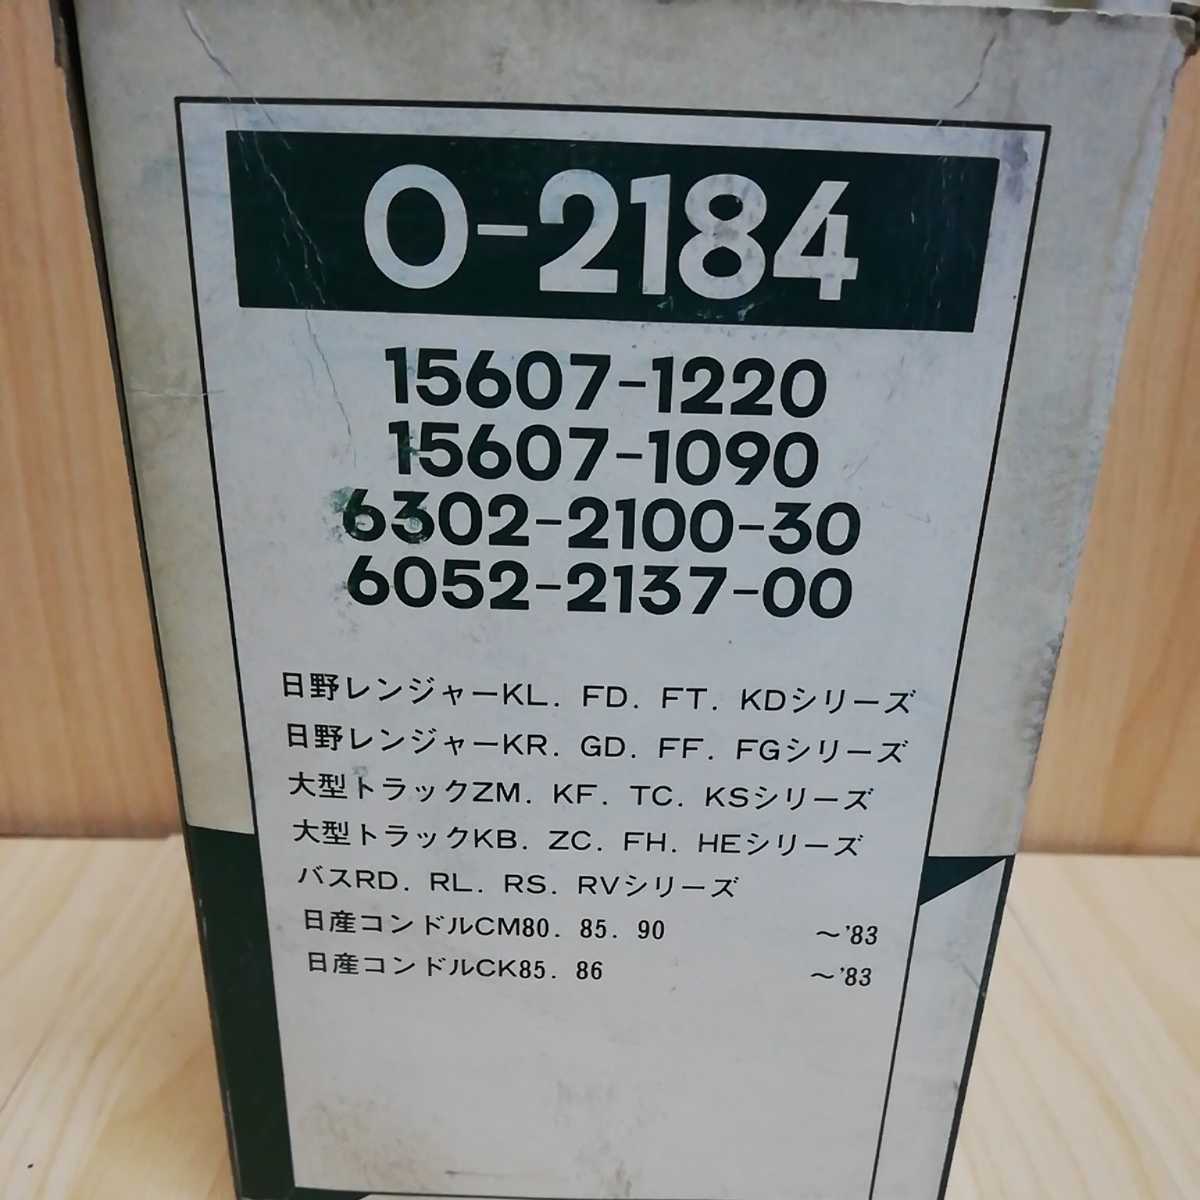 O-2184
15607-1220
15607-1090
6302-2100-30
6052-2137-00
日野レンジャーKL. FD. FT. KDシリーズ
日野レンジャーKR. GD. FF. FGシリーズ
大型トラックZM. KF. TC. KSシリーズ
大型トラックKB. ZC. FH. HEシリーズ
バスRD. RL. RS. RVシリーズ
日産コンドルCM80. 85. 90 〜'83
日産コンドルCK85. 86 〜'83